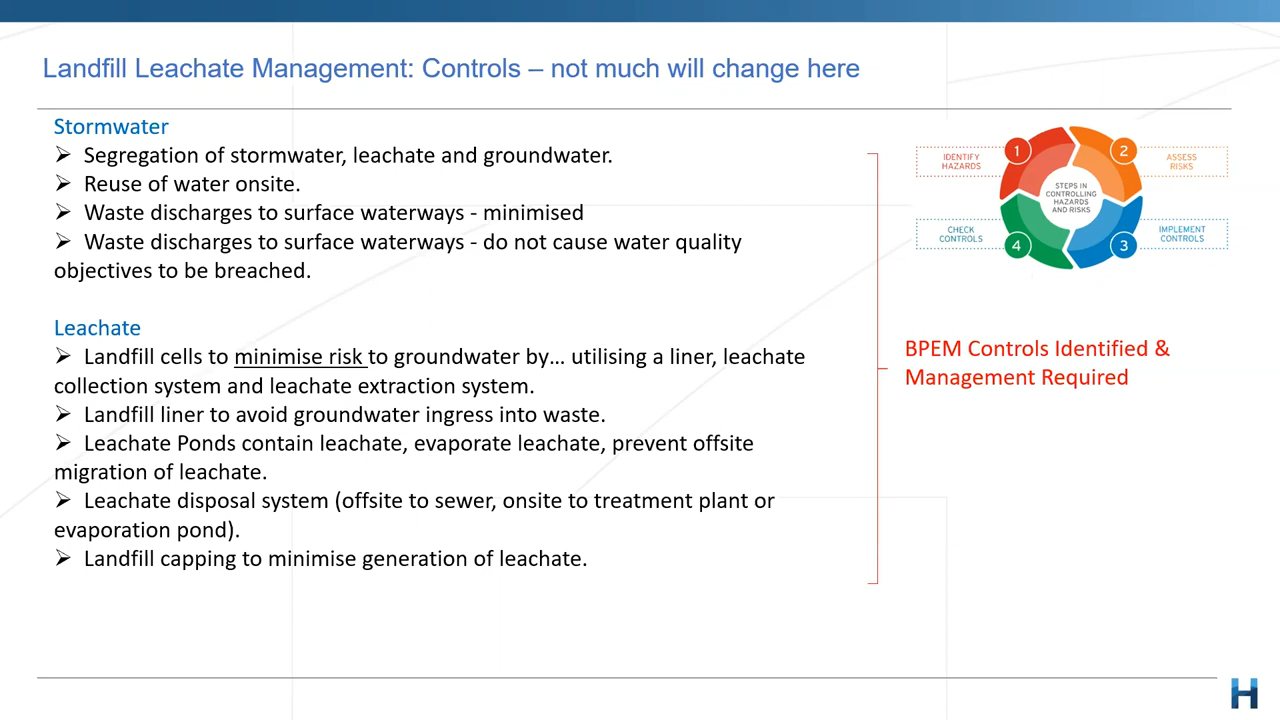 Landfill Leachate Management: Controls – not much will change here
Stormwater
➢ Segregation of stormwater, leachate and groundwater.
➢ Reuse of water onsite.
➢ Waste discharges to surface waterways - minimised
➢ Waste discharges to surface waterways - do not cause water quality
objectives to be breached.
Leachate
➢ Landfill cells to minimise risk to groundwater by… utilising a liner, leachate
collection system and leachate extraction system.
➢ Landfill liner to avoid groundwater ingress into waste.
➢ Leachate Ponds contain leachate, evaporate leachate, prevent offsite
migration of leachate.
➢ Leachate disposal system (offsite to sewer, onsite to treatment plant or
evaporation pond).
➢ Landfill capping to minimise generation of leachate.
IDENTIFY
HAZARDS
1
2
ASSESS
RISKS
STEPS IN
CONTROLLING
HAZARDS
AND RISKS
CHECK
CONTROLS
4
3
IMPLEMENT
CONTROLS
BPEM Controls Identified &
Management Required
H